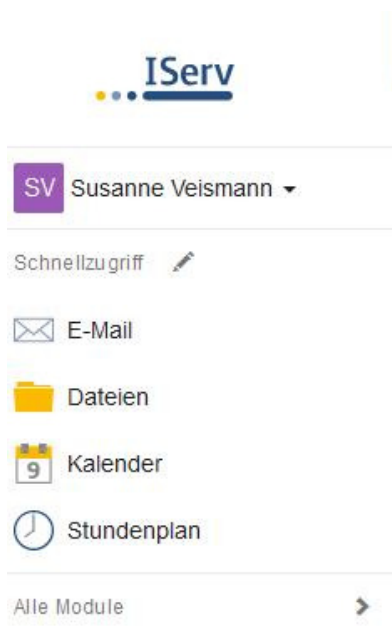 IServ
SV Susanne Veismann
Schnellzugriff
E-Mail
Dateien
9 Kalender
Stundenplan
Alle Module